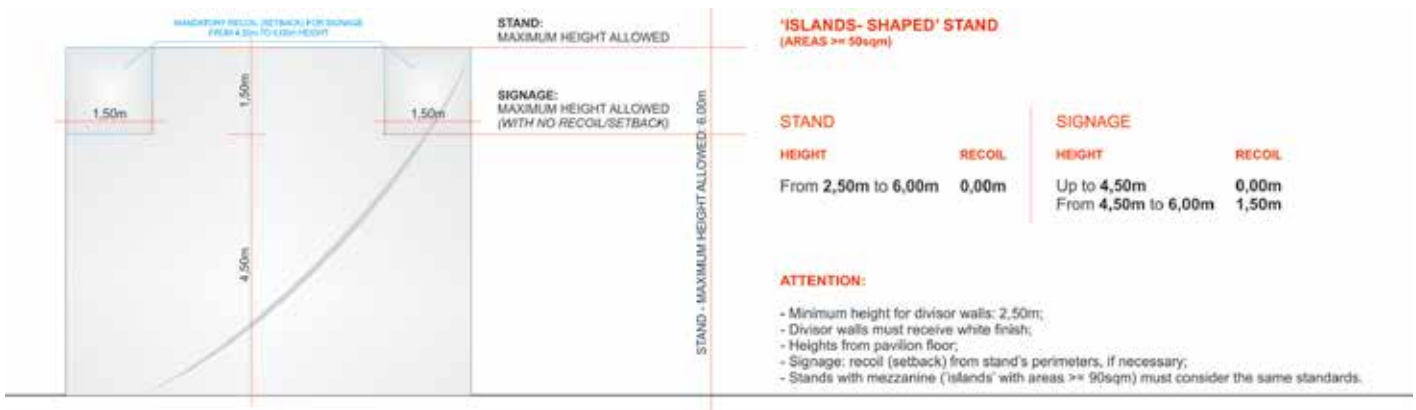 MANDATORY RECOIL (SETBACK) FOR SIGNAGE
FROM 4.50m TO 6.00m HEIGHT
1,50m
1,50m
1,50m
4,50m
STAND:
MAXIMUM HEIGHT ALLOWED
SIGNAGE:
MAXIMUM HEIGHT ALLOWED
(WITH NO RECOIL/SETBACK)
STAND - MAXIMUM HEIGHT ALLOWED: 6.00m
'ISLANDS- SHAPED' STAND
(AREAS >= 50sqm)
STAND
HEIGHT RECOIL
From 2,50m to 6,00m 0,00m
SIGNAGE
HEIGHT RECOIL
Up to 4,50m 0,00m
From 4,50m to 6,00m 1,50m
ATTENTION:
- Minimum height for divisor walls: 2,50m;
- Divisor walls must receive white finish;
- Heights from pavilion floor;
- Signage: recoil (setback) from stand's perimeters, if necessary;
- Stands with mezzanine ('islands' with areas >= 90sqm) must consider the same standards.